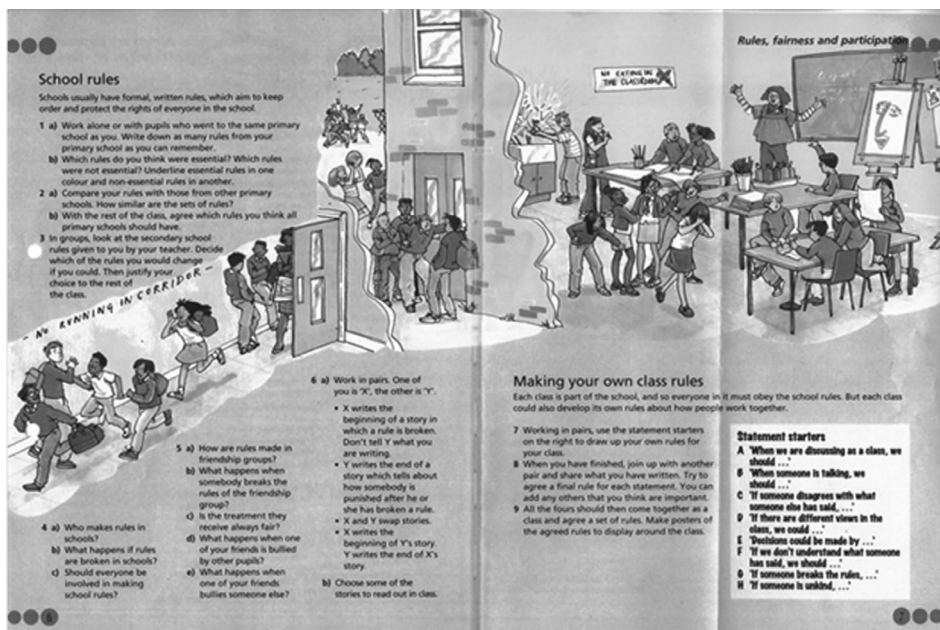 School rules
Schools usually have formal, written rules, which aim to keep
order and protect the rights of everyone in the school.
1 a) Work alone or with pupils who went to the same primary
school as you. Write down as many rules from your
primary school as you can remember.
b) Which rules do you think were essential? Which rules
were not essential? Underline essential rules in one
colour and non-essential rules in another.
2 a) Compare your rules with those from other primary
schools. How similar are the sets of rules?
b) With the rest of the class, agree which rules you think all
primary schools should have.
3 In groups, look at the secondary school
rules given to you by your teacher. Decide
which of the rules you would change
if you could. Then justify your
choice to the rest of
the class.
- NO RUNNING IN CORRIDOR -
4 a) Who makes rules in
schools?
b) What happens if rules
are broken in schools?
c) Should everyone be
involved in making
school rules?
5 a) How are rules made in
friendship groups?
b) What happens when
somebody breaks the
rules of the friendship
group?
c) Is the treatment they
receive always fair?
d) What happens when one
of your friends is bullied
by other pupils?
e) What happens when
one of your friends
bullies someone else?
6 a) Work in pairs. One of
you is 'X', the other is 'Y'.
• X writes the
beginning of a story in
which a rule is broken.
Don't tell Y what you
are writing.
• Y writes the end of a
story which tells about
how somebody is
punished after he or
she has broken a rule.
• X and Y swap stories.
• X writes the
beginning of Y's story.
Y writes the end of X's
story.
b) Choose some of the
stories to read out in class.
6
Rules, fairness and participation
NO EATING IN
THE CLASSROOM
Making your own class rules
Each class is part of the school, and so everyone in it must obey the school rules. But each class
could also develop its own rules about how people work together.
7 Working in pairs, use the statement starters
on the right to draw up your own rules for
your class.
8 When you have finished, join up with another
pair and share what you have written. Try to
agree a final rule for each statement. You can
add any others that you think are important.
9 All the fours should then come together as a
class and agree a set of rules. Make posters of
the agreed rules to display around the class.
Statement starters
A 'When we are discussing as a class, we
should ...'
B 'When someone is talking, we
should ...'
C 'If someone disagrees with what
someone else has said, ...'
D 'If there are different views in the
class, we could ...'
E 'Decisions could be made by ...'
F 'If we don't understand what someone
has said, we should ...'
G 'If someone breaks the rules, ...'
H 'If someone is unkind, ...'
7